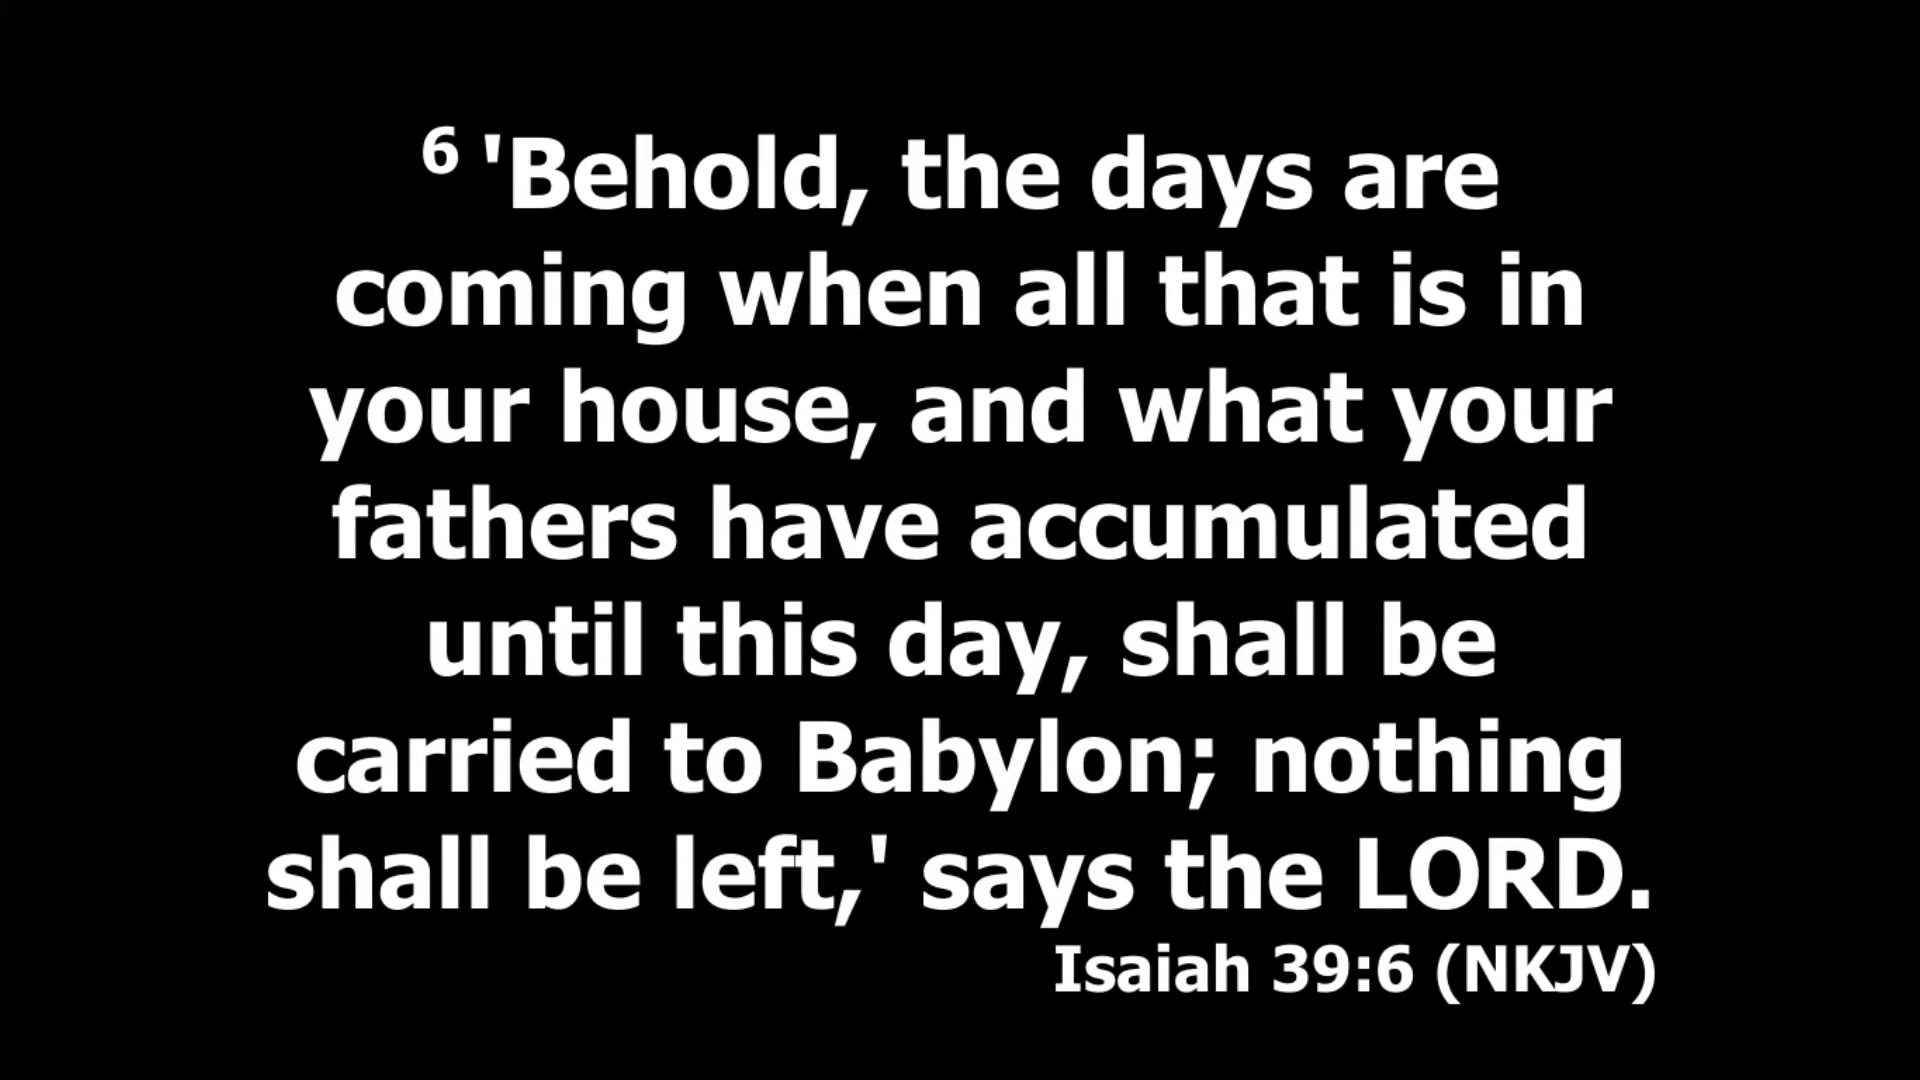 6 'Behold, the days are
coming when all that is in
your house, and what your
fathers have accumulated
until this day, shall be
carried to Babylon; nothing
shall be left,' says the LORD.
Isaiah 39:6 (NKJV)